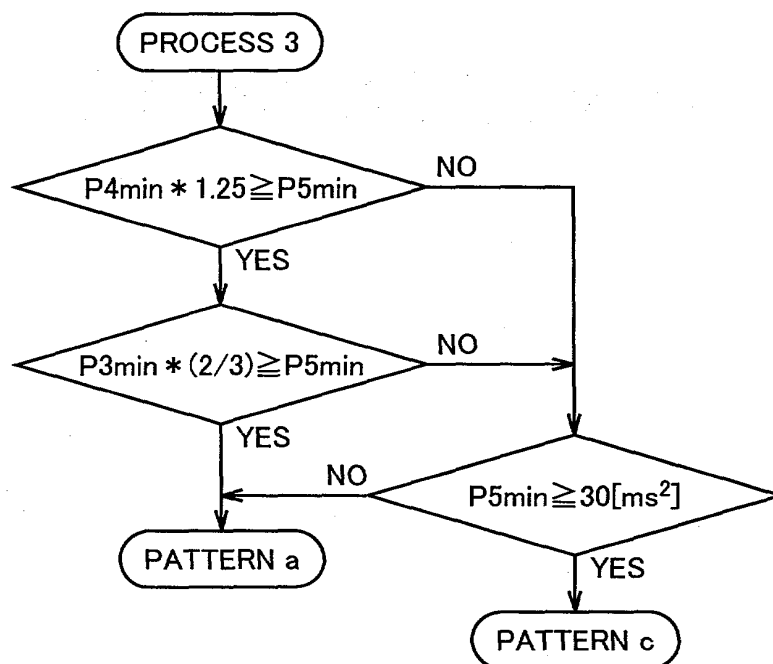 PROCESS 3
NO
P4min * 1.25≧P5min
YES
NO
P3min * (2/3)≧P5min
YES
NO
P5min≧30[ms²]
PATTERN a
YES
PATTERN c